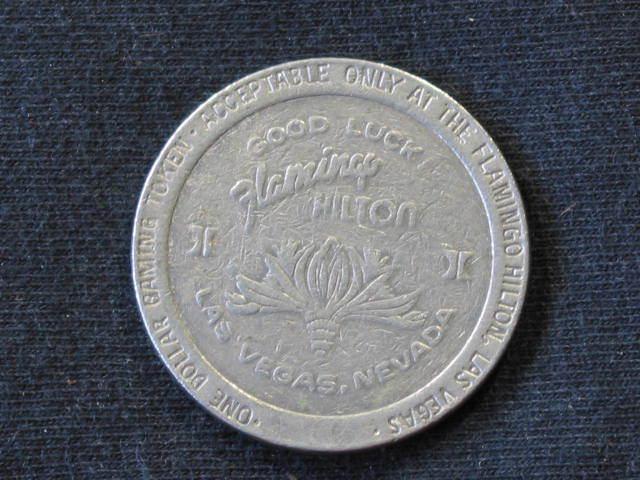 · ONE DOLLAR GAMING TOKEN · ACCEPTABLE ONLY AT THE FLAMINGO HILTON, LAS VEGAS ·
GOOD LUCK
Flamingo
HILTON
LAS VEGAS, NEVADA